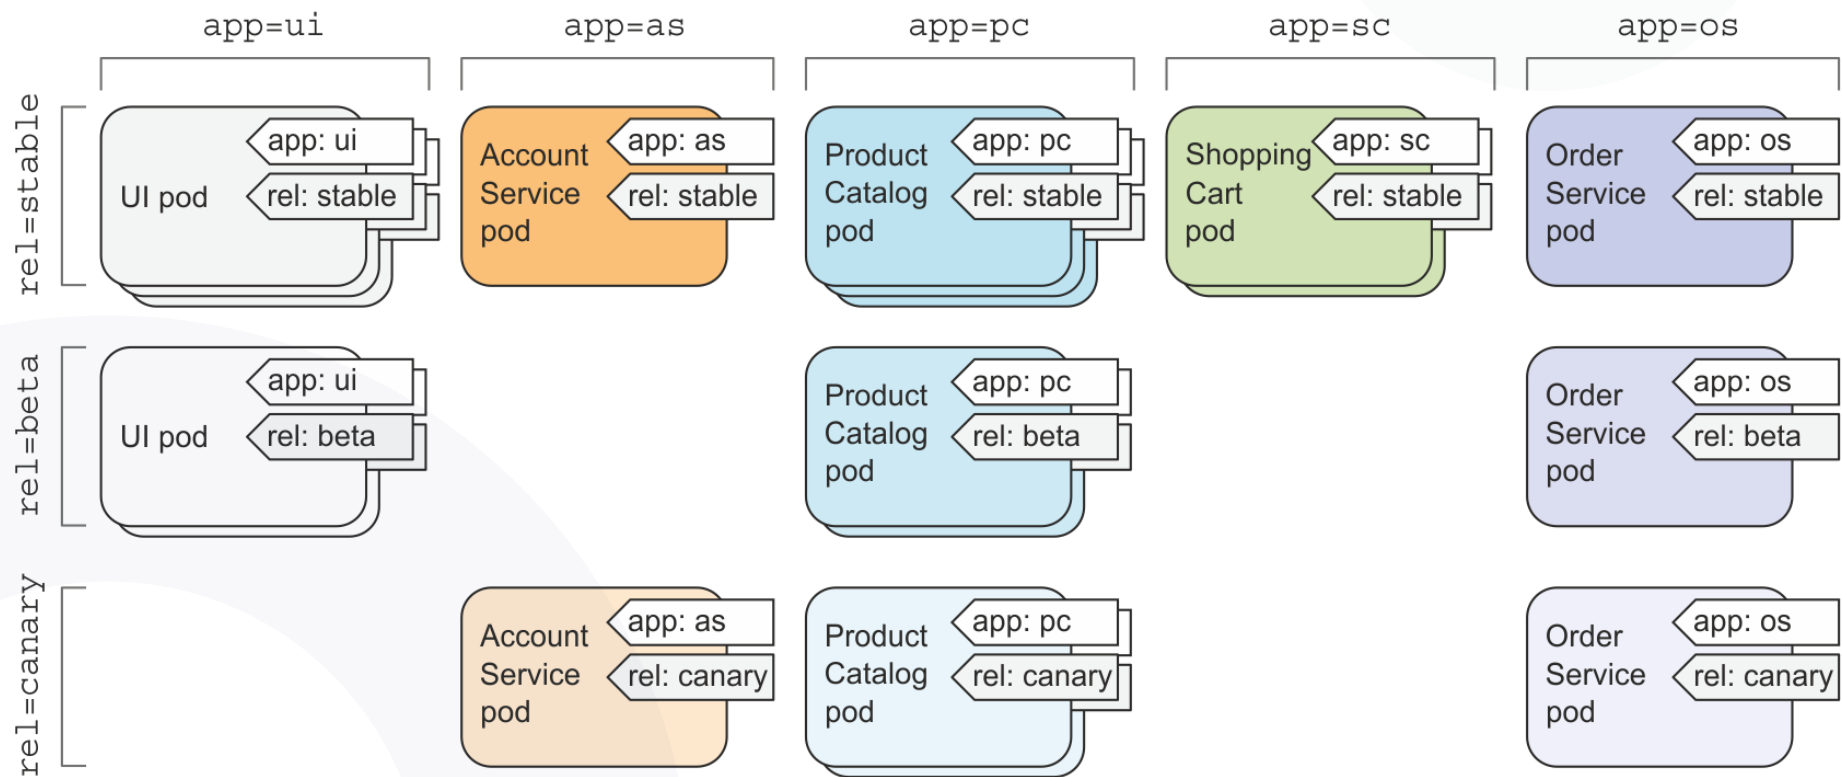 app=ui
app=as
app=pc
app=sc
app=os
rel=stable
UI pod
app: ui
rel: stable
Account
Service
pod
app: as
rel: stable
Product
Catalog
pod
app: pc
rel: stable
Shopping
Cart
pod
app: sc
rel: stable
Order
Service
pod
app: os
rel: stable
rel=beta
UI pod
app: ui
rel: beta
Product
Catalog
pod
app: pc
rel: beta
Order
Service
pod
app: os
rel: beta
rel=canary
Account
Service
pod
app: as
rel: canary
Product
Catalog
pod
app: pc
rel: canary
Order
Service
pod
app: os
rel: canary